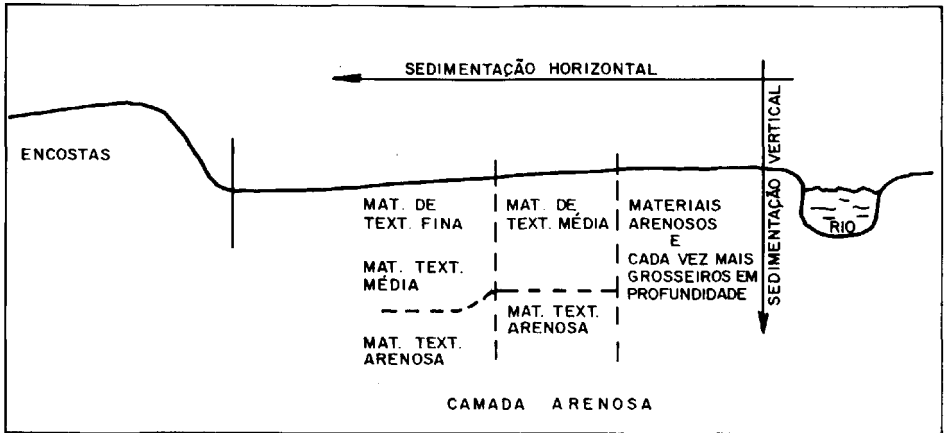 SEDIMENTAÇÃO HORIZONTAL
SEDIMENTAÇÃO VERTICAL
ENCOSTAS
RIO
MAT. DE
TEXT. FINA
MAT. TEXT.
MÉDIA
MAT. TEXT.
ARENOSA
MAT. DE
TEXT. MÉDIA
MAT. TEXT.
ARENOSA
MATERIAIS
ARENOSOS
E
CADA VEZ MAIS
GROSSEIROS EM
PROFUNDIDADE
CAMADA ARENOSA